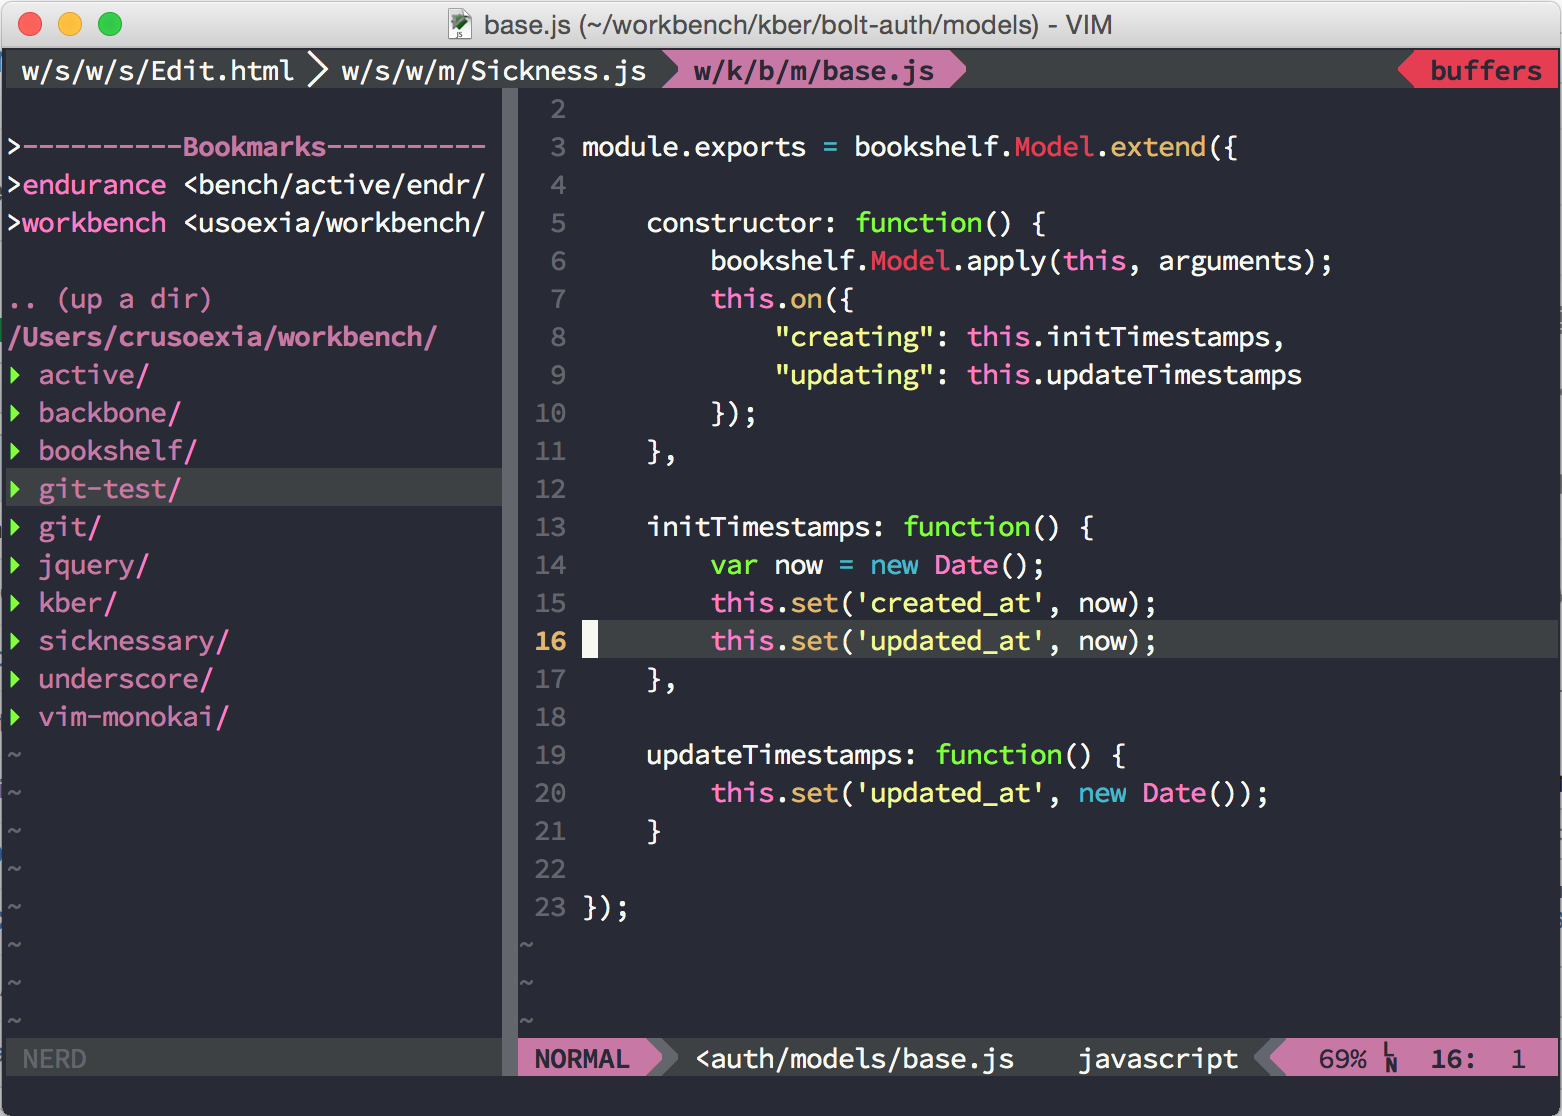 base.js (~/workbench/kber/bolt-auth/models) - VIM
w/s/w/s/Edit.html w/s/w/m/Sickness.js w/k/b/m/base.js buffers
>----------Bookmarks----------
>endurance <bench/active/endr/
>workbench <usoexia/workbench/
.. (up a dir)
/Users/crusoexia/workbench/
active/
backbone/
bookshelf/
git-test/
git/
jquery/
kber/
sicknessary/
underscore/
vim-monokai/
~
~
~
~
~
~
~
~
NERD
2
3 module.exports = bookshelf.Model.extend({
4
5     constructor: function() {
6         bookshelf.Model.apply(this, arguments);
7         this.on({
8             "creating": this.initTimestamps,
9             "updating": this.updateTimestamps
10         });
11     },
12
13     initTimestamps: function() {
14         var now = new Date();
15         this.set('created_at', now);
16         this.set('updated_at', now);
17     },
18
19     updateTimestamps: function() {
20         this.set('updated_at', new Date());
21     }
22
23 });
~
~
~
NORMAL <auth/models/base.js javascript 69% LN 16: 1